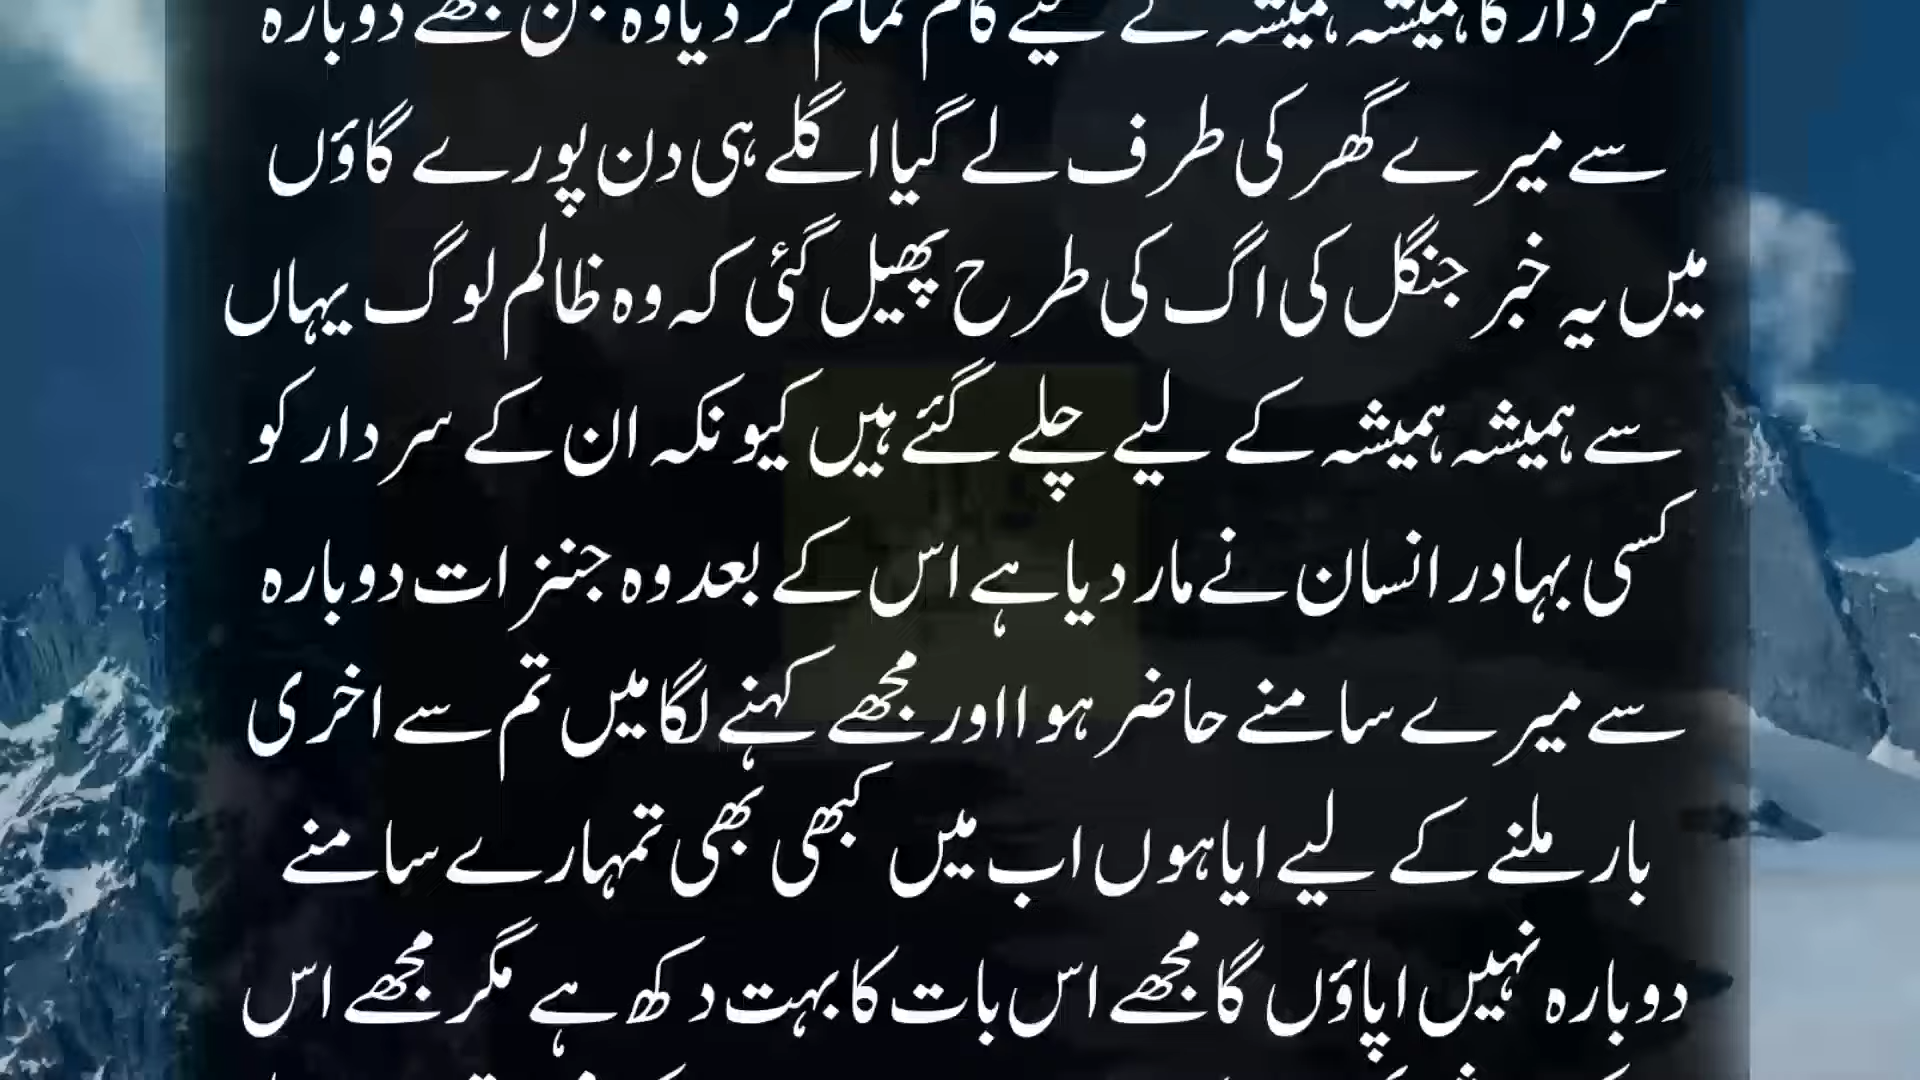 سردار کا ہمیشہ ہمیشہ کے لیے کام تمام کر دیا وہ جن مجھے دوبارہ
سے میرے گھر کی طرف لے گیا اگلے ہی دن پورے گاؤں
میں یہ خبر جنگل کی اگ کی طرح پھیل گئی کہ وہ ظالم لوگ یہاں
سے ہمیشہ ہمیشہ کے لیے چلے گئے ہیں کیونکہ ان کے سردار کو
کسی بہادر انسان نے مار دیا ہے اس کے بعد وہ جنزات دوبارہ
سے میرے سامنے حاضر ہوا اور مجھے کہنے لگا میں تم سے اخری
بار ملنے کے لیے ایا ہوں اب میں کبھی بھی تمہارے سامنے
دوبارہ نہیں اپاؤں گا مجھے اس بات کا بہت دکھ ہے مگر مجھے اس